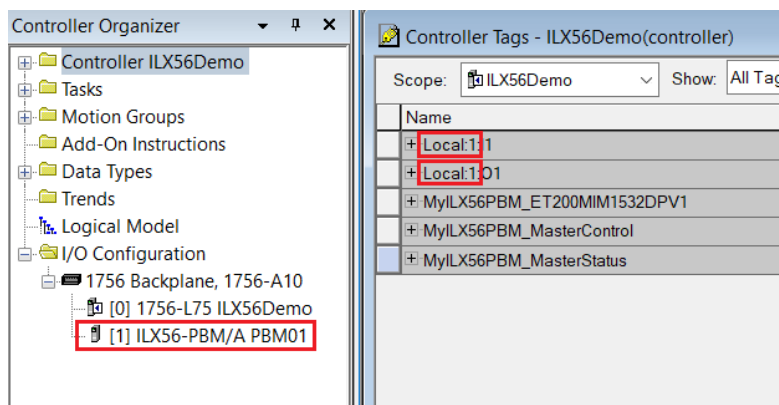 Controller Organizer
Controller ILX56Demo
Tasks
Motion Groups
Add-On Instructions
Data Types
Trends
Logical Model
I/O Configuration
1756 Backplane, 1756-A10
[0] 1756-L75 ILX56Demo
[1] ILX56-PBM/A PBM01
Controller Tags - ILX56Demo(controller)
Scope: ILX56Demo Show: All Tag
Name
Local:1:I1
Local:1:O1
MyILX56PBM_ET200MIM1532DPV1
MyILX56PBM_MasterControl
MyILX56PBM_MasterStatus